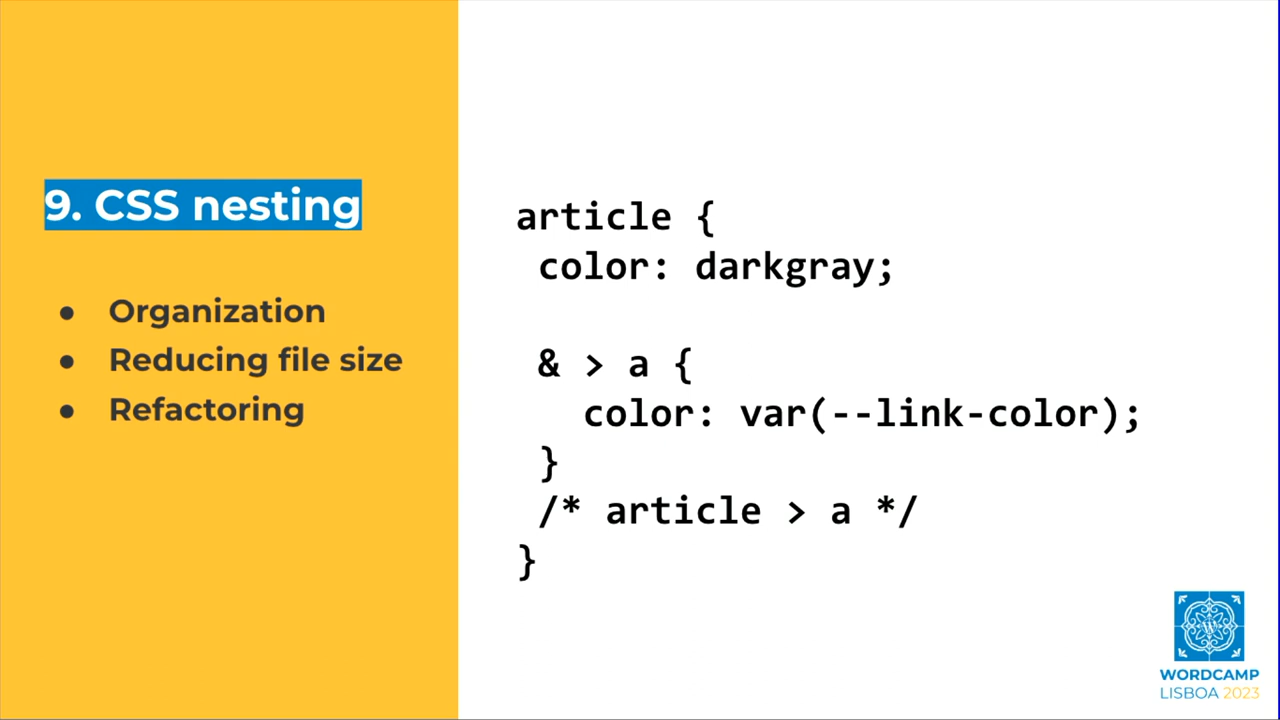 9. CSS nesting
● Organization
● Reducing file size
● Refactoring
article {
 color: darkgray;

 & > a {
   color: var(--link-color);
 }
 /* article > a */
}
WORDCAMP
LISBOA 2023